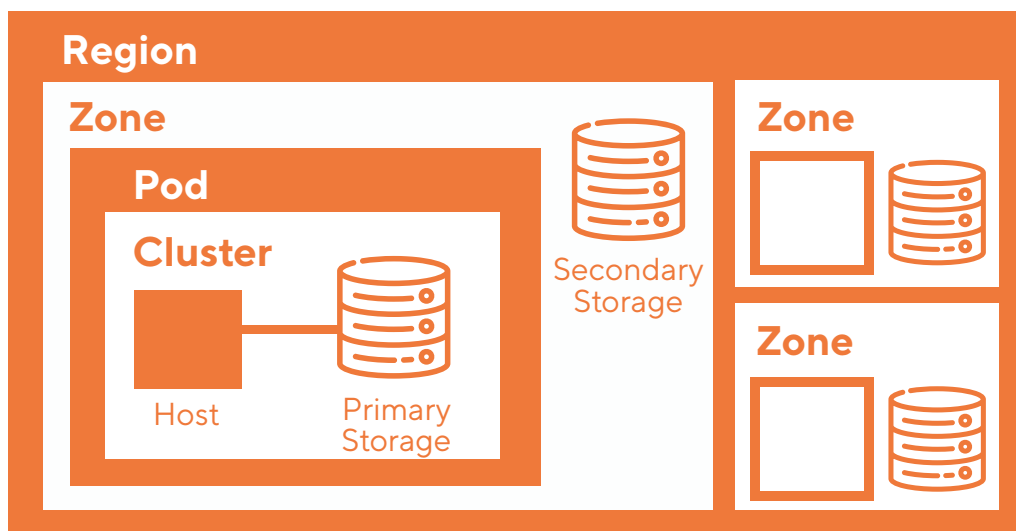 Region
Zone
Pod
Cluster
Host
Primary
Storage
Secondary
Storage
Zone
Zone